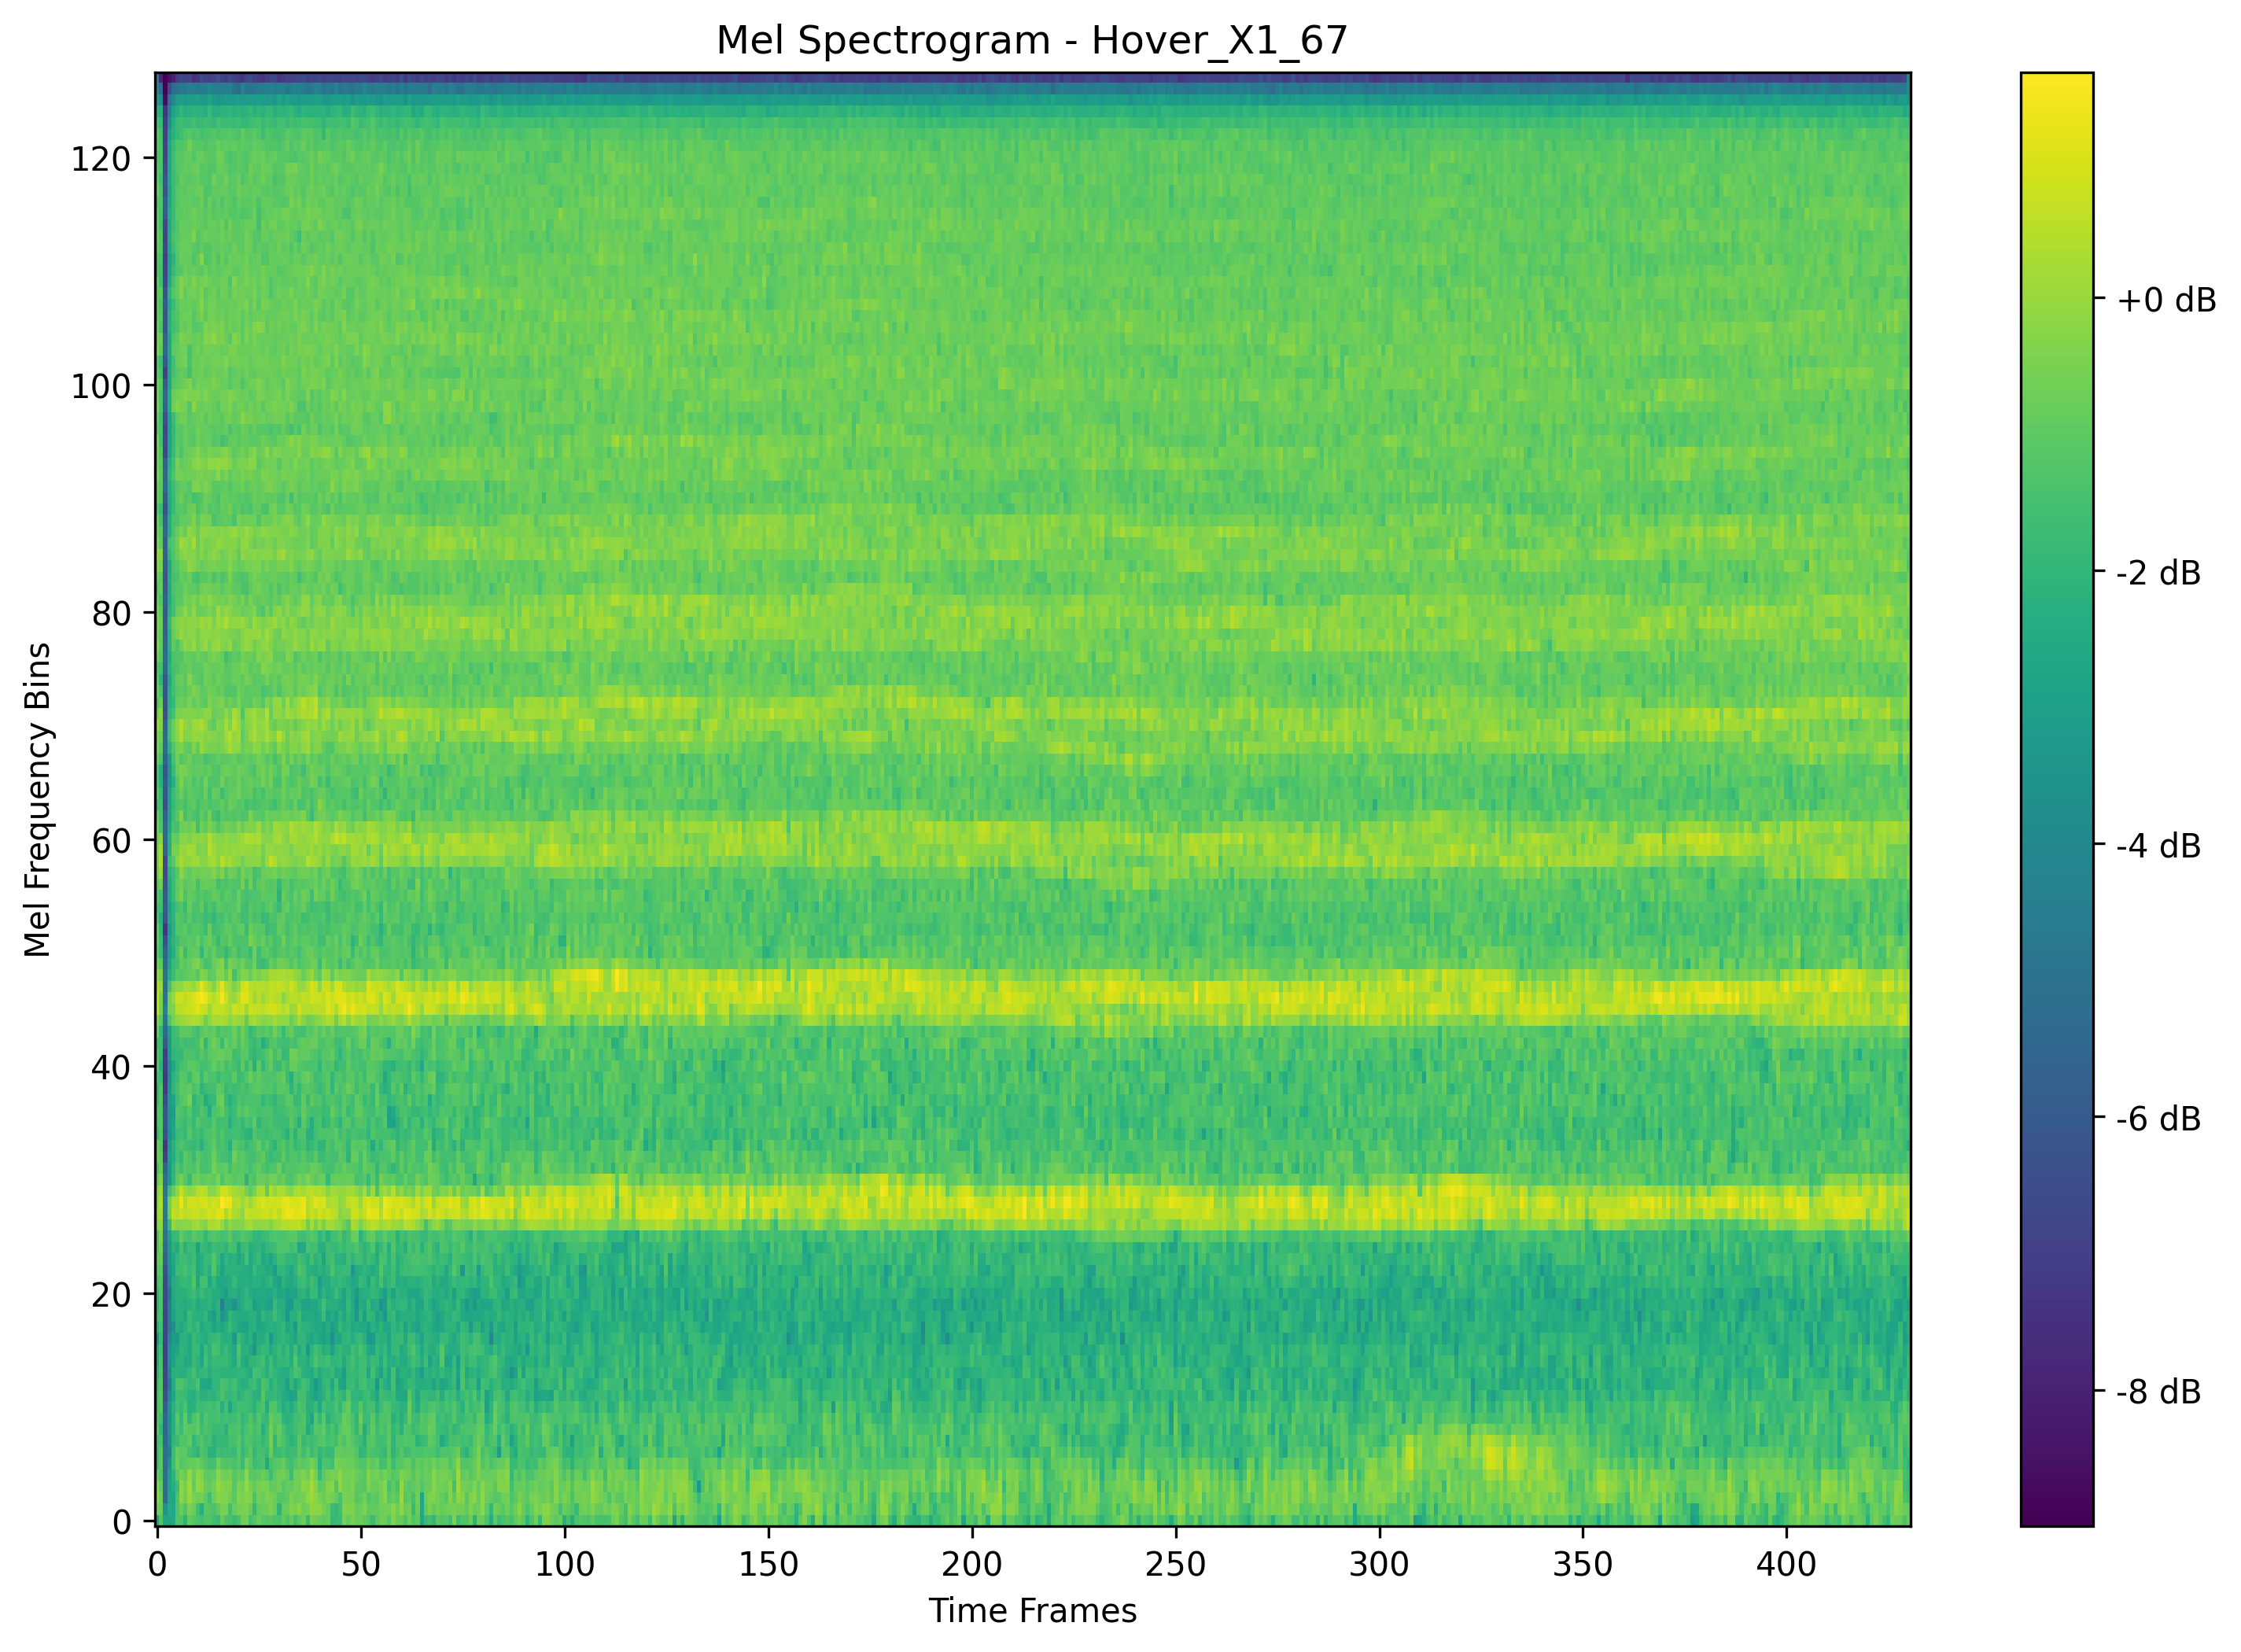 Mel Spectrogram - Hover_X1_67
Mel Frequency Bins
120
100
80
60
40
20
0
0 50 100 150 200 250 300 350 400
Time Frames
+0 dB
-2 dB
-4 dB
-6 dB
-8 dB